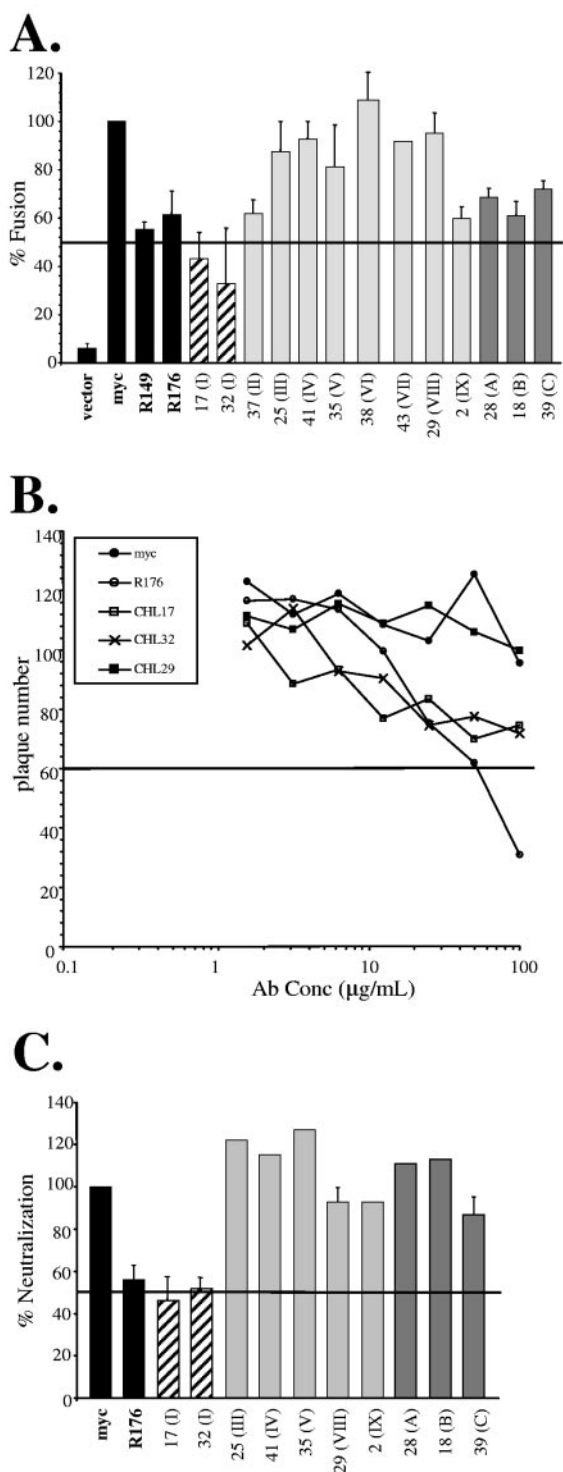 A.
120
100
80
60
40
20
0
% Fusion
vector
myc
R149
R176
17 (I)
32 (I)
37 (II)
25 (III)
41 (IV)
35 (V)
38 (VI)
43 (VII)
29 (VIII)
2 (IX)
28 (A)
18 (B)
39 (C)
B.
140
120
100
80
60
40
20
0
plaque number
myc
R176
CHL17
CHL32
CHL29
0.1
1
10
100
Ab Conc (µg/mL)
C.
140
120
100
80
60
40
20
0
% Neutralization
myc
R176
17 (I)
32 (I)
25 (III)
41 (IV)
35 (V)
29 (VIII)
2 (IX)
28 (A)
18 (B)
39 (C)